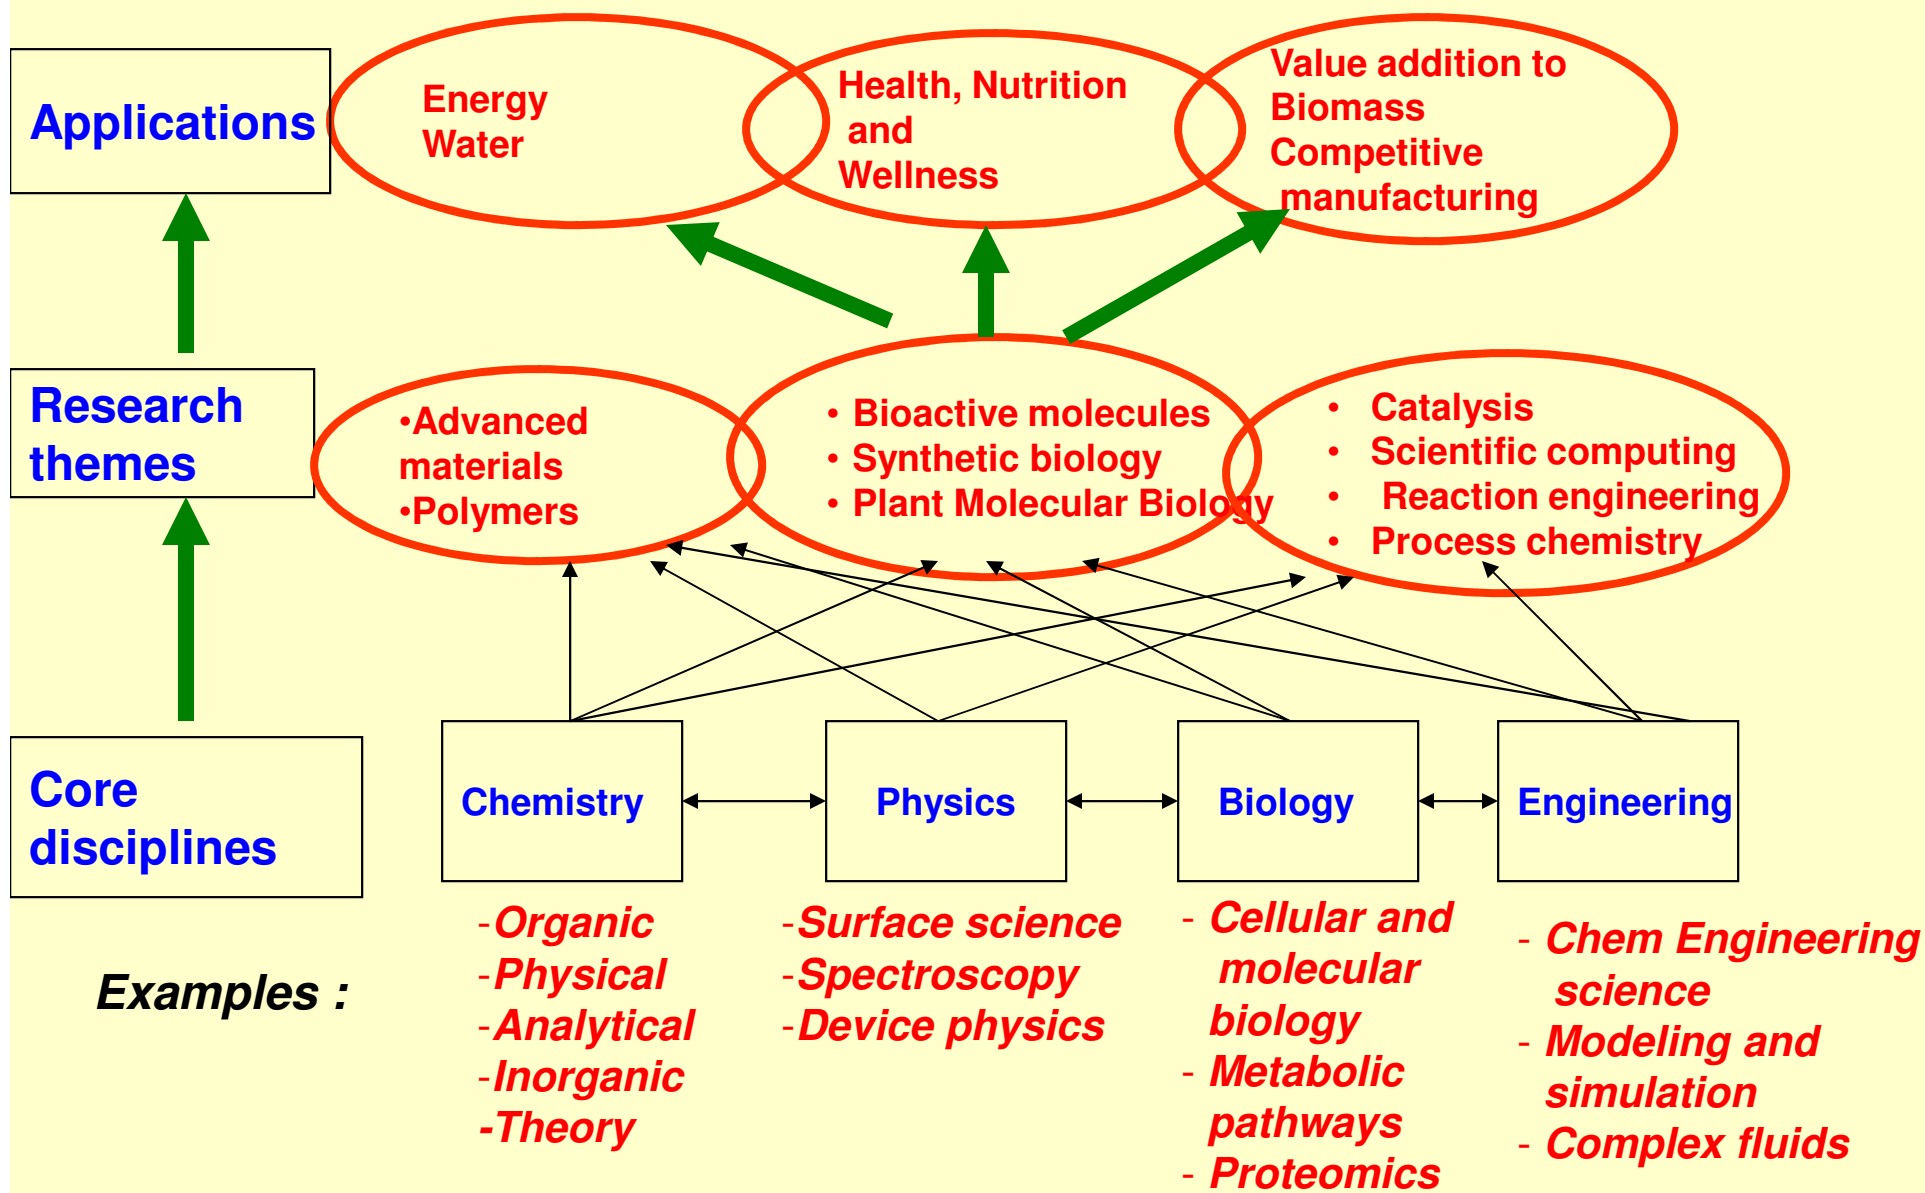 Applications
Energy
Water
Health, Nutrition
and
Wellness
Value addition to
Biomass
Competitive
manufacturing
Research
themes
•Advanced
materials
•Polymers
• Bioactive molecules
• Synthetic biology
• Plant Molecular Biology
• Catalysis
• Scientific computing
• Reaction engineering
• Process chemistry
Core
disciplines
Chemistry
Physics
Biology
Engineering
Examples :
-Organic
-Physical
-Analytical
-Inorganic
-Theory
-Surface science
-Spectroscopy
-Device physics
- Cellular and
molecular
biology
- Metabolic
pathways
- Proteomics
- Chem Engineering
science
- Modeling and
simulation
- Complex fluids